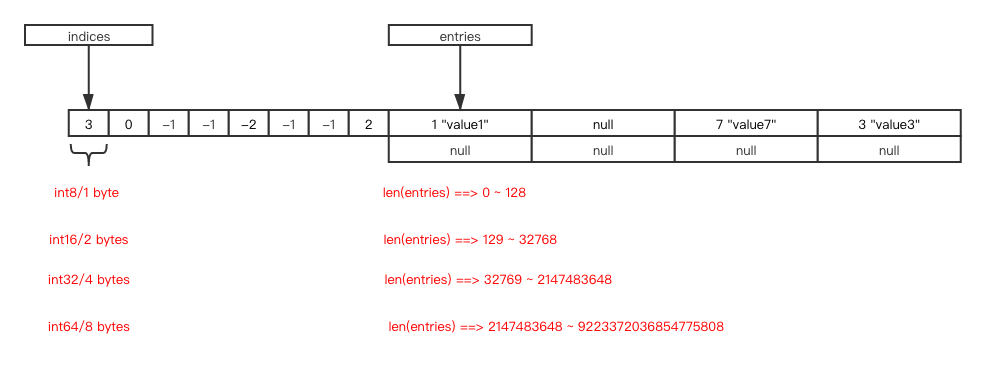 indices entries
3 0 −1 −1 −2 −1 −1 2 1 "value1" null 7 "value7" 3 "value3"
null null null null
int8/1 byte len(entries) ==> 0 ~ 128
int16/2 bytes len(entries) ==> 129 ~ 32768
int32/4 bytes len(entries) ==> 32769 ~ 2147483648
int64/8 bytes len(entries) ==> 2147483648 ~ 9223372036854775808